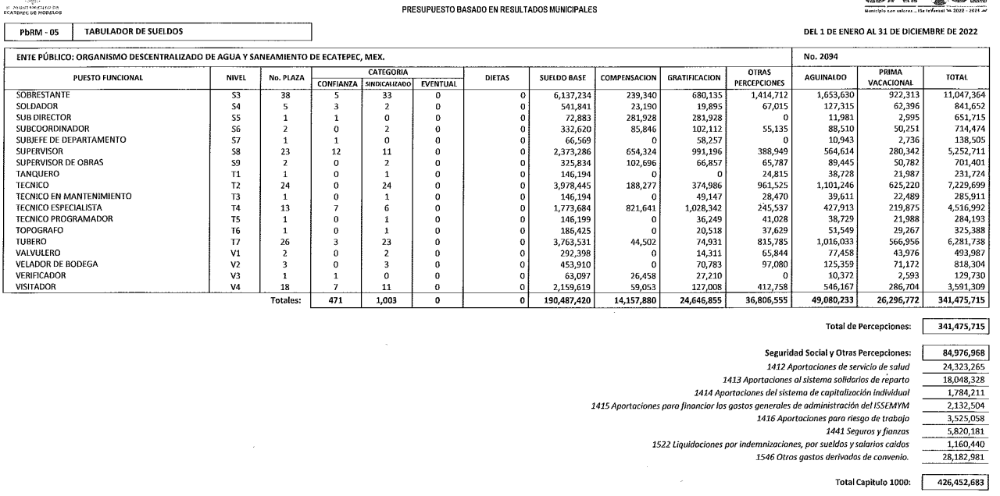 H. AYUNTAMIENTO DE
ECATEPEC DE MORELOS
PRESUPUESTO BASADO EN RESULTADOS MUNICIPALES
Municipio con valores... 2022 - 2024
PbRM - 05 TABULADOR DE SUELDOS DEL 1 DE ENERO AL 31 DE DICIEMBRE DE 2022
ENTE PÚBLICO: ORGANISMO DESCENTRALIZADO DE AGUA Y SANEAMIENTO DE ECATEPEC, MEX. No. 2094
PUESTO FUNCIONAL NIVEL No. PLAZA CATEGORIA DIETAS SUELDO BASE COMPENSACION GRATIFICACION OTRAS PERCEPCIONES AGUINALDO PRIMA VACACIONAL TOTAL
CONFIANZA SINDICALIZADO EVENTUAL
SOBRESTANTE S3 38 5 33 0 0 6,137,234 239,340 680,135 1,414,712 1,653,630 922,313 11,047,364
SOLDADOR S4 5 3 2 0 0 541,841 23,190 19,895 67,015 127,315 62,396 841,652
SUB DIRECTOR S5 1 1 0 0 0 72,883 281,928 281,928 0 11,981 2,995 651,715
SUBCOORDINADOR S6 2 0 2 0 0 332,620 85,846 102,112 55,135 88,510 50,251 714,474
SUBJEFE DE DEPARTAMENTO S7 1 1 0 0 0 66,569 0 58,257 0 10,943 2,736 138,505
SUPERVISOR S8 23 12 11 0 0 2,373,286 654,324 991,196 388,949 564,614 280,342 5,252,711
SUPERVISOR DE OBRAS S9 2 0 2 0 0 325,834 102,696 66,857 65,787 89,445 50,782 701,401
TANQUERO T1 1 0 1 0 0 146,194 0 0 24,815 38,728 21,987 231,724
TECNICO T2 24 0 24 0 0 3,978,445 188,277 374,986 961,525 1,101,246 625,220 7,229,699
TECNICO EN MANTENIMIENTO T3 1 0 1 0 0 146,194 0 49,147 28,470 39,611 22,489 285,911
TECNICO ESPECIALISTA T4 13 7 6 0 0 1,773,684 821,641 1,028,342 245,537 427,913 219,875 4,516,992
TECNICO PROGRAMADOR T5 1 0 1 0 0 146,199 0 36,249 41,028 38,729 21,988 284,193
TOPOGRAFO T6 1 0 1 0 0 186,425 0 20,518 37,629 51,549 29,267 325,388
TUBERO T7 26 3 23 0 0 3,763,531 44,502 74,931 815,785 1,016,033 566,956 6,281,738
VALVULERO V1 2 0 2 0 0 292,398 0 14,311 65,844 77,458 43,976 493,987
VELADOR DE BODEGA V2 3 0 3 0 0 453,910 0 70,783 97,080 125,359 71,172 818,304
VERIFICADOR V3 1 1 0 0 0 63,097 26,458 27,210 0 10,372 2,593 129,730
VISITADOR V4 18 7 11 0 0 2,159,619 59,053 127,008 412,758 546,167 286,704 3,591,309
Totales: 471 1,003 0 0 190,487,420 14,157,880 24,646,855 36,806,555 49,080,233 26,296,772 341,475,715
Total de Percepciones: 341,475,715
Seguridad Social y Otras Percepciones: 84,976,968
1412 Aportaciones de servicio de salud 24,323,265
1413 Aportaciones al sistema solidarios de reparto 18,048,328
1414 Aportaciones del sistema de capitalización individual 1,784,211
1415 Aportaciones para financiar los gastos generales de administración del ISSEMYM 2,132,504
1416 Aportaciones para riesgo de trabajo 3,525,058
1441 Seguros y fianzas 5,820,181
1522 Liquidaciones por indemnizaciones, por sueldos y salarios caidos 1,160,440
1546 Otros gastos derivados de convenio. 28,182,981
Total Capitulo 1000: 426,452,683